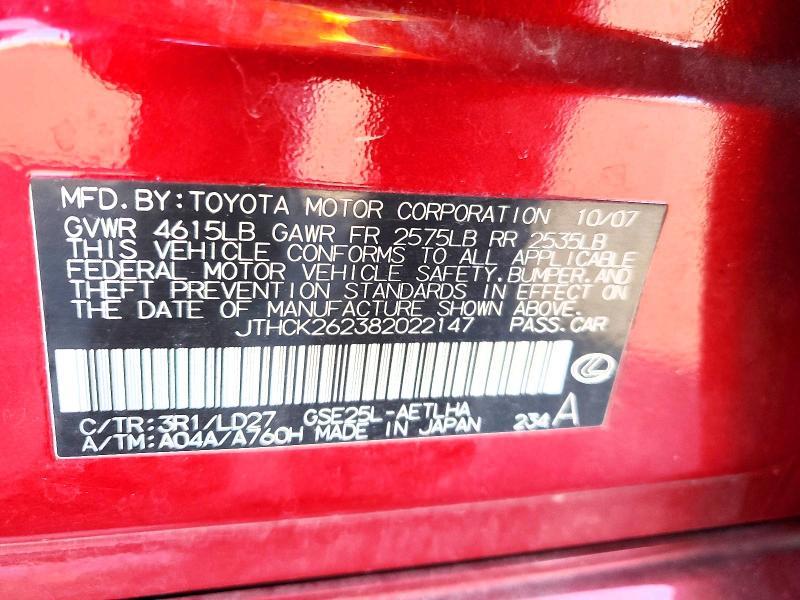 MFD.BY:TOYOTA MOTOR CORPORATION 10/07
GVWR 4615LB GAWR FR 2575LB RR 2535LB
THIS VEHICLE CONFORMS TO ALL APPLICABLE
FEDERAL MOTOR VEHICLE SAFETY,BUMPER,AND
THEFT PREVENTION STANDARDS IN EFFECT ON
THE DATE OF MANUFACTURE SHOWN ABOVE.
JTHCK262382022147 PASS.CAR
C/TR:3R1/LD27 GSE25L-AETLHA
A/TM:A04A/A760H MADE IN JAPAN 234 A